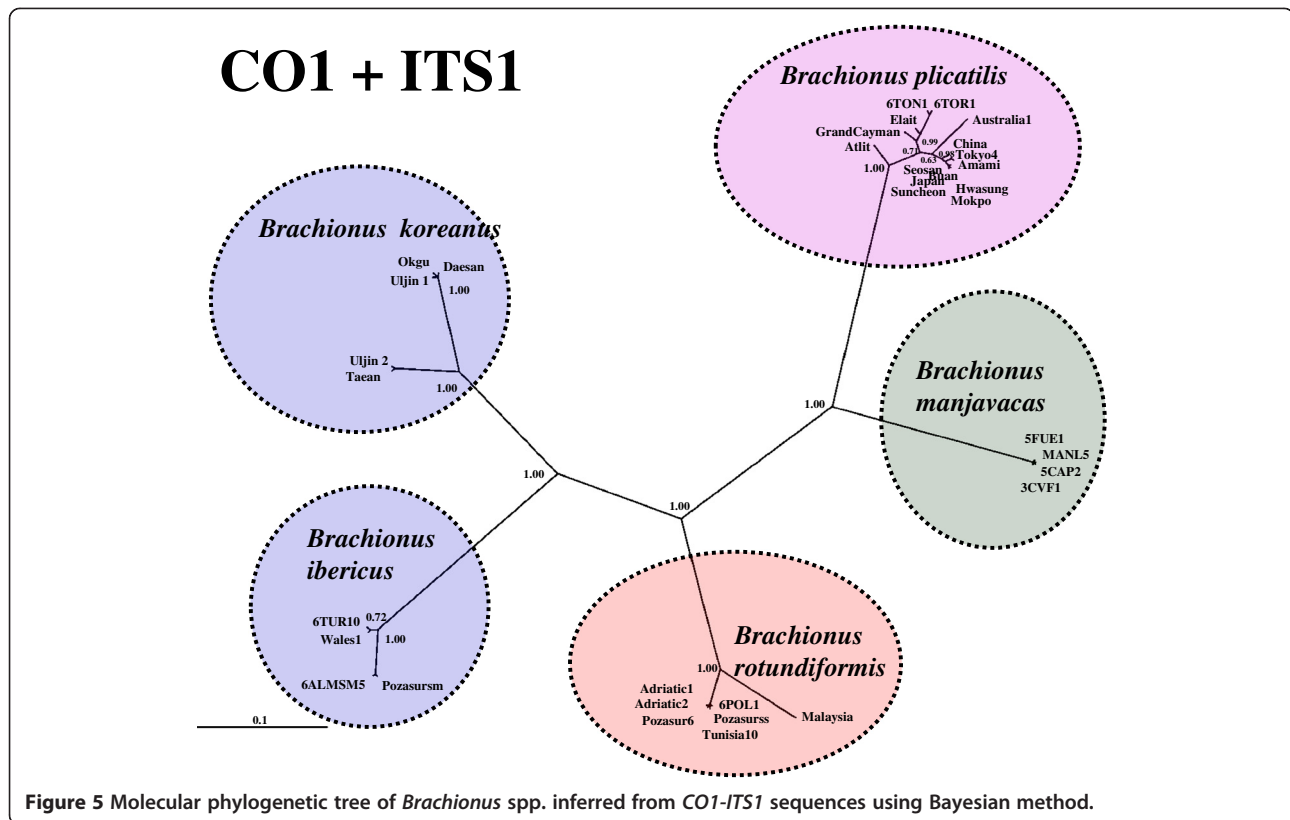 CO1 + ITS1
Brachionus plicatilis
6TON1 6TOR1
Elait
Australia1
GrandCayman
0.99
China
Atlit
0.71
0.98
Tokyo4
0.63
Amami
1.00
Seosan
Buan
Japan
Hwasung
Suncheon
Mokpo
Brachionus koreanus
Okgu
Daesan
Uljin 1
1.00
Uljin 2
Taean
1.00
Brachionus
manjavacas
1.00
5FUE1
MANL5
5CAP2
3CVF1
1.00
1.00
Brachionus
ibericus
6TUR10
0.72
Wales1
1.00
6ALMSM5
Pozasursm
0.1
Brachionus
rotundiformis
1.00
Adriatic1
Adriatic2
6POL1
Pozasur6
Pozasurss
Malaysia
Tunisia10
Figure 5 Molecular phylogenetic tree of Brachionus spp. inferred from CO1-ITS1 sequences using Bayesian method.